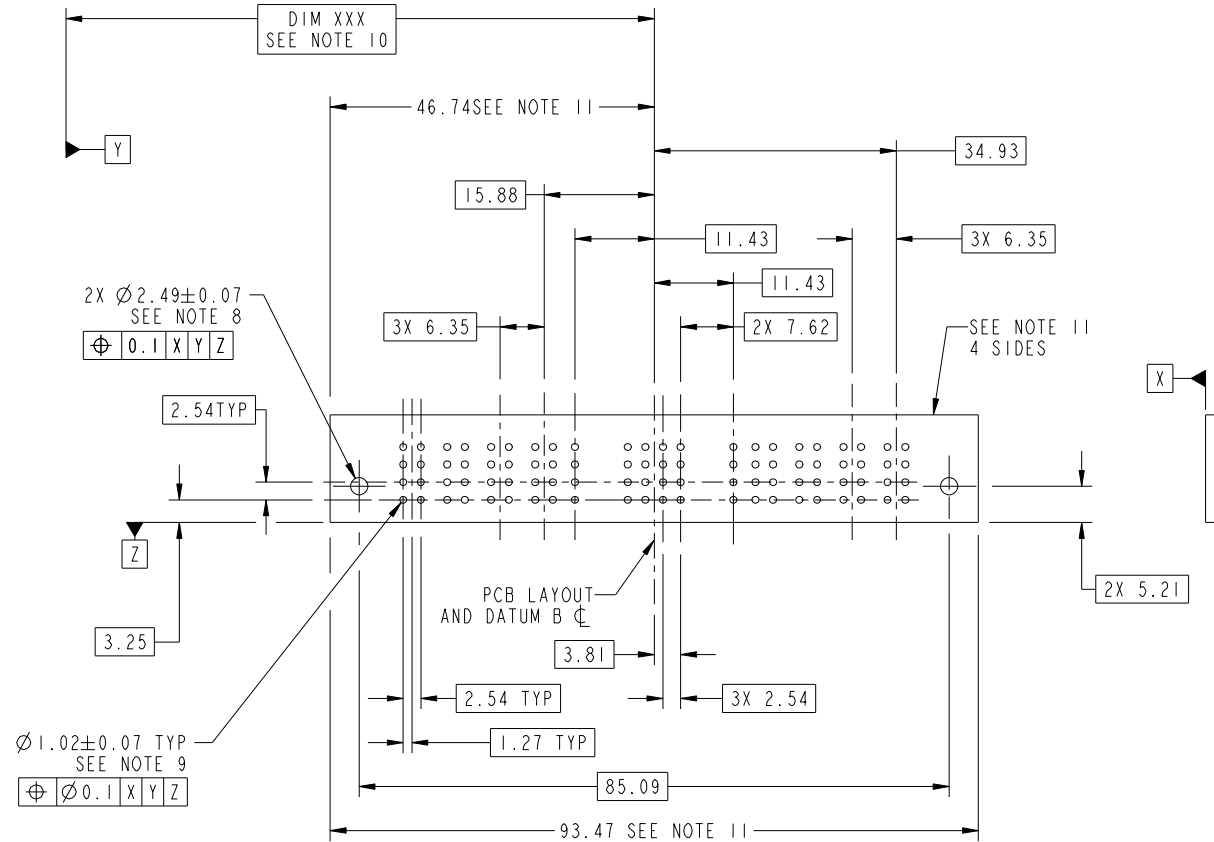 DIM XXX
SEE NOTE 10
46.74SEE NOTE 11
Y
34.93
15.88
11.43
3X 6.35
11.43
2X Ø2.49±0.07
SEE NOTE 8
⌖ 0.1 X Y Z
3X 6.35
2X 7.62
SEE NOTE 11
4 SIDES
X
2.54TYP
Z
PCB LAYOUT
AND DATUM B ℄
2X 5.21
3.25
3.81
2.54 TYP
3X 2.54
Ø1.02±0.07 TYP
SEE NOTE 9
⌖ Ø0.1 X Y Z
1.27 TYP
85.09
93.47 SEE NOTE 11